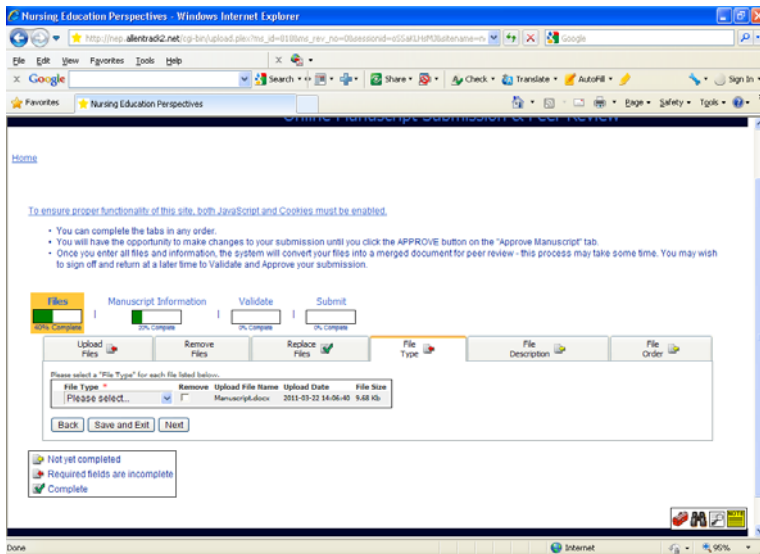 Nursing Education Perspectives - Windows Internet Explorer
Google
File Edit View Favorites Tools Help
Google Search Share Check Translate AutoFill Sign In
Favorites Nursing Education Perspectives Page Safety Tools
Online Manuscript Submission & Peer Review
Home
To ensure proper functionality of this site, both JavaScript and Cookies must be enabled.
• You can complete the tabs in any order.
• You will have the opportunity to make changes to your submission until you click the APPROVE button on the "Approve Manuscript" tab.
• Once you enter all files and information, the system will convert your files into a merged document for peer review - this process may take some time. You may wish
to sign off and return at a later time to Validate and Approve your submission.
Files Manuscript Information Validate Submit
40% Complete 20% Complete 0% Complete 0% Complete
Upload Files Remove Files Replace Files File Type File Description File Order
Please select a "File Type" for each file listed below.
File Type * Remove Upload File Name Upload Date File Size
Please select... Manuscript.docx 2011-03-22 14:06:40 9.68 Kb
Back Save and Exit Next
Not yet completed
Required fields are incomplete
Complete
NOTE
Done Internet 95%